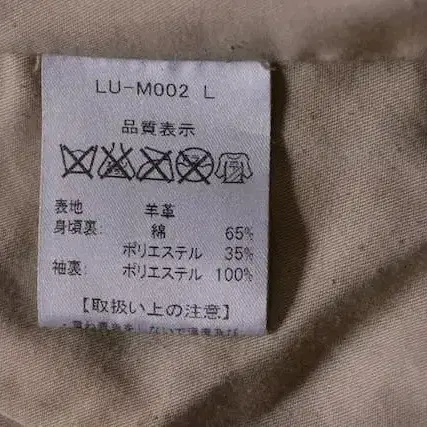 LU-M002 L
品質表示
表地 羊革
身頃裏: 綿 65%
ポリエステル 35%
袖裏: ポリエステル 100%
【取扱い上の注意】